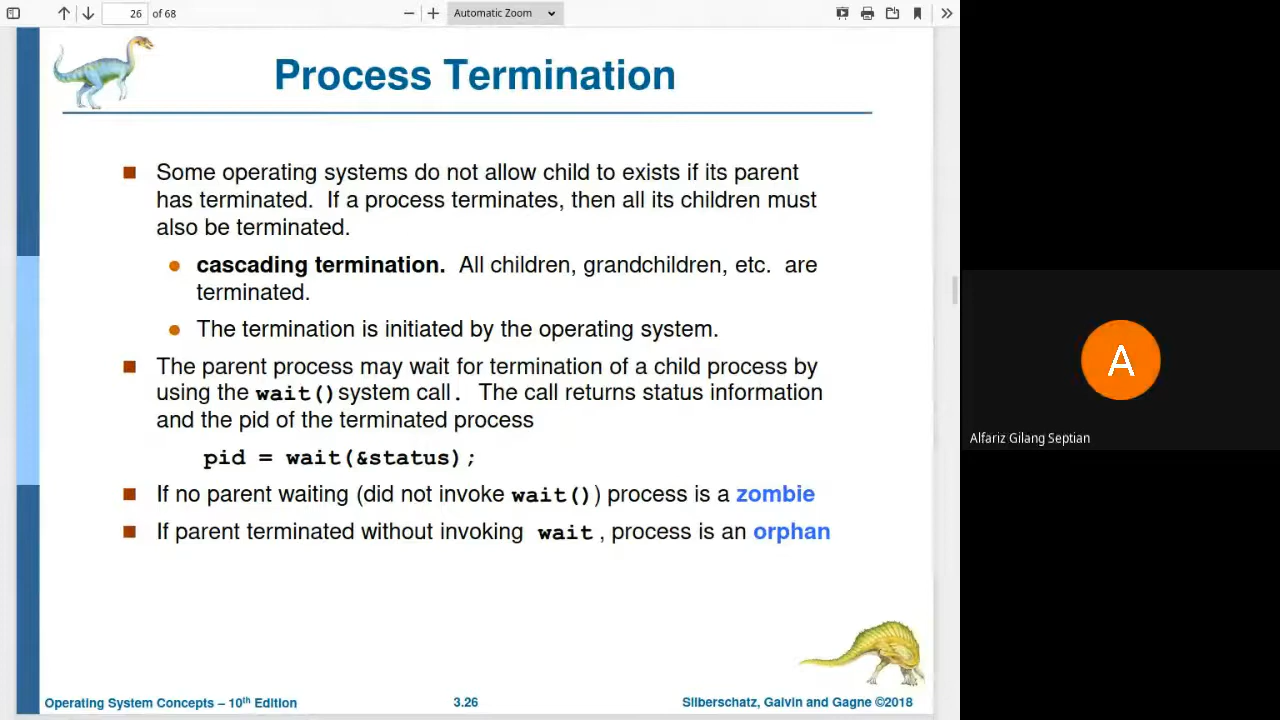 26 of 68
Automatic Zoom
Process Termination
Some operating systems do not allow child to exists if its parent
has terminated. If a process terminates, then all its children must
also be terminated.
cascading termination. All children, grandchildren, etc. are
terminated.
The termination is initiated by the operating system.
The parent process may wait for termination of a child process by
using the wait() system call. The call returns status information
and the pid of the terminated process
pid = wait(&status);
If no parent waiting (did not invoke wait()) process is a zombie
If parent terminated without invoking wait, process is an orphan
Operating System Concepts – 10th Edition
3.26
Silberschatz, Galvin and Gagne ©2018
A
Alfariz Gilang Septian